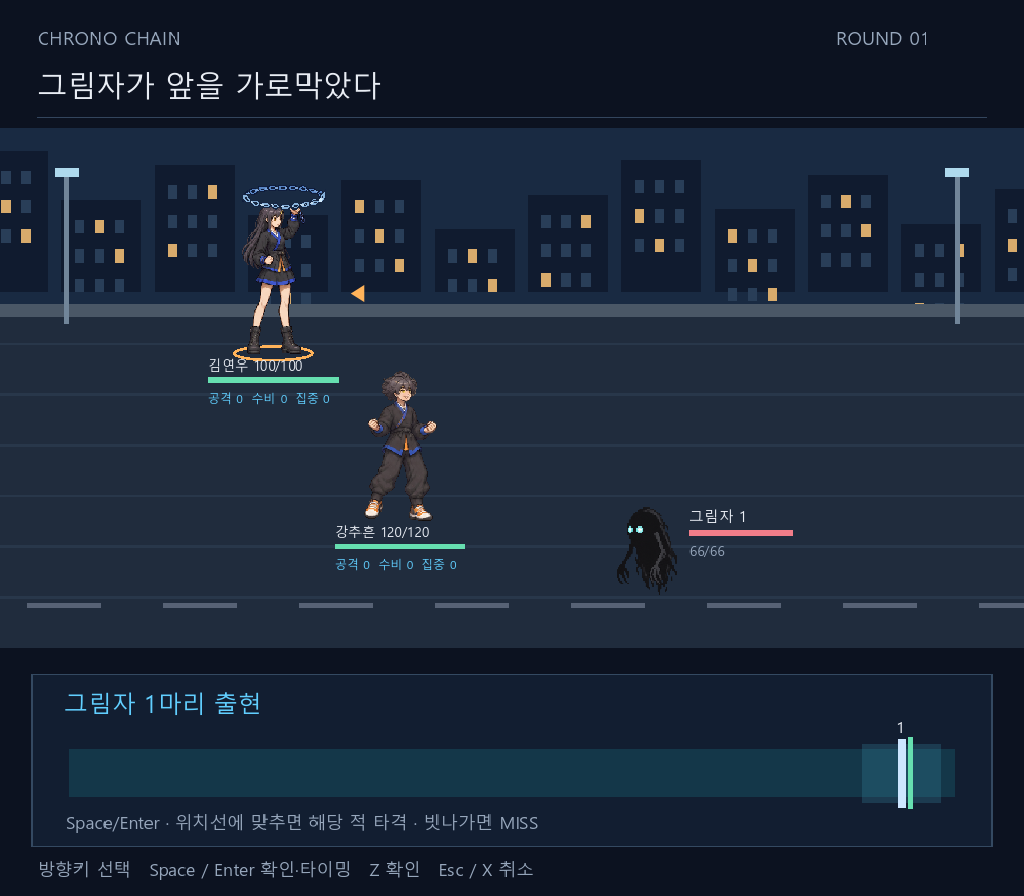 CHRONO CHAIN
ROUND 01
그림자가 앞을 가로막았다
김연우 100/100
공격 0 수비 0 집중 0
강추흔 120/120
공격 0 수비 0 집중 0
그림자 1
66/66
그림자 1마리 출현
1
Space/Enter · 위치선에 맞추면 해당 적 타격 · 빗나가면 MISS
방향키 선택 Space / Enter 확인·타이밍 Z 확인 Esc / X 취소